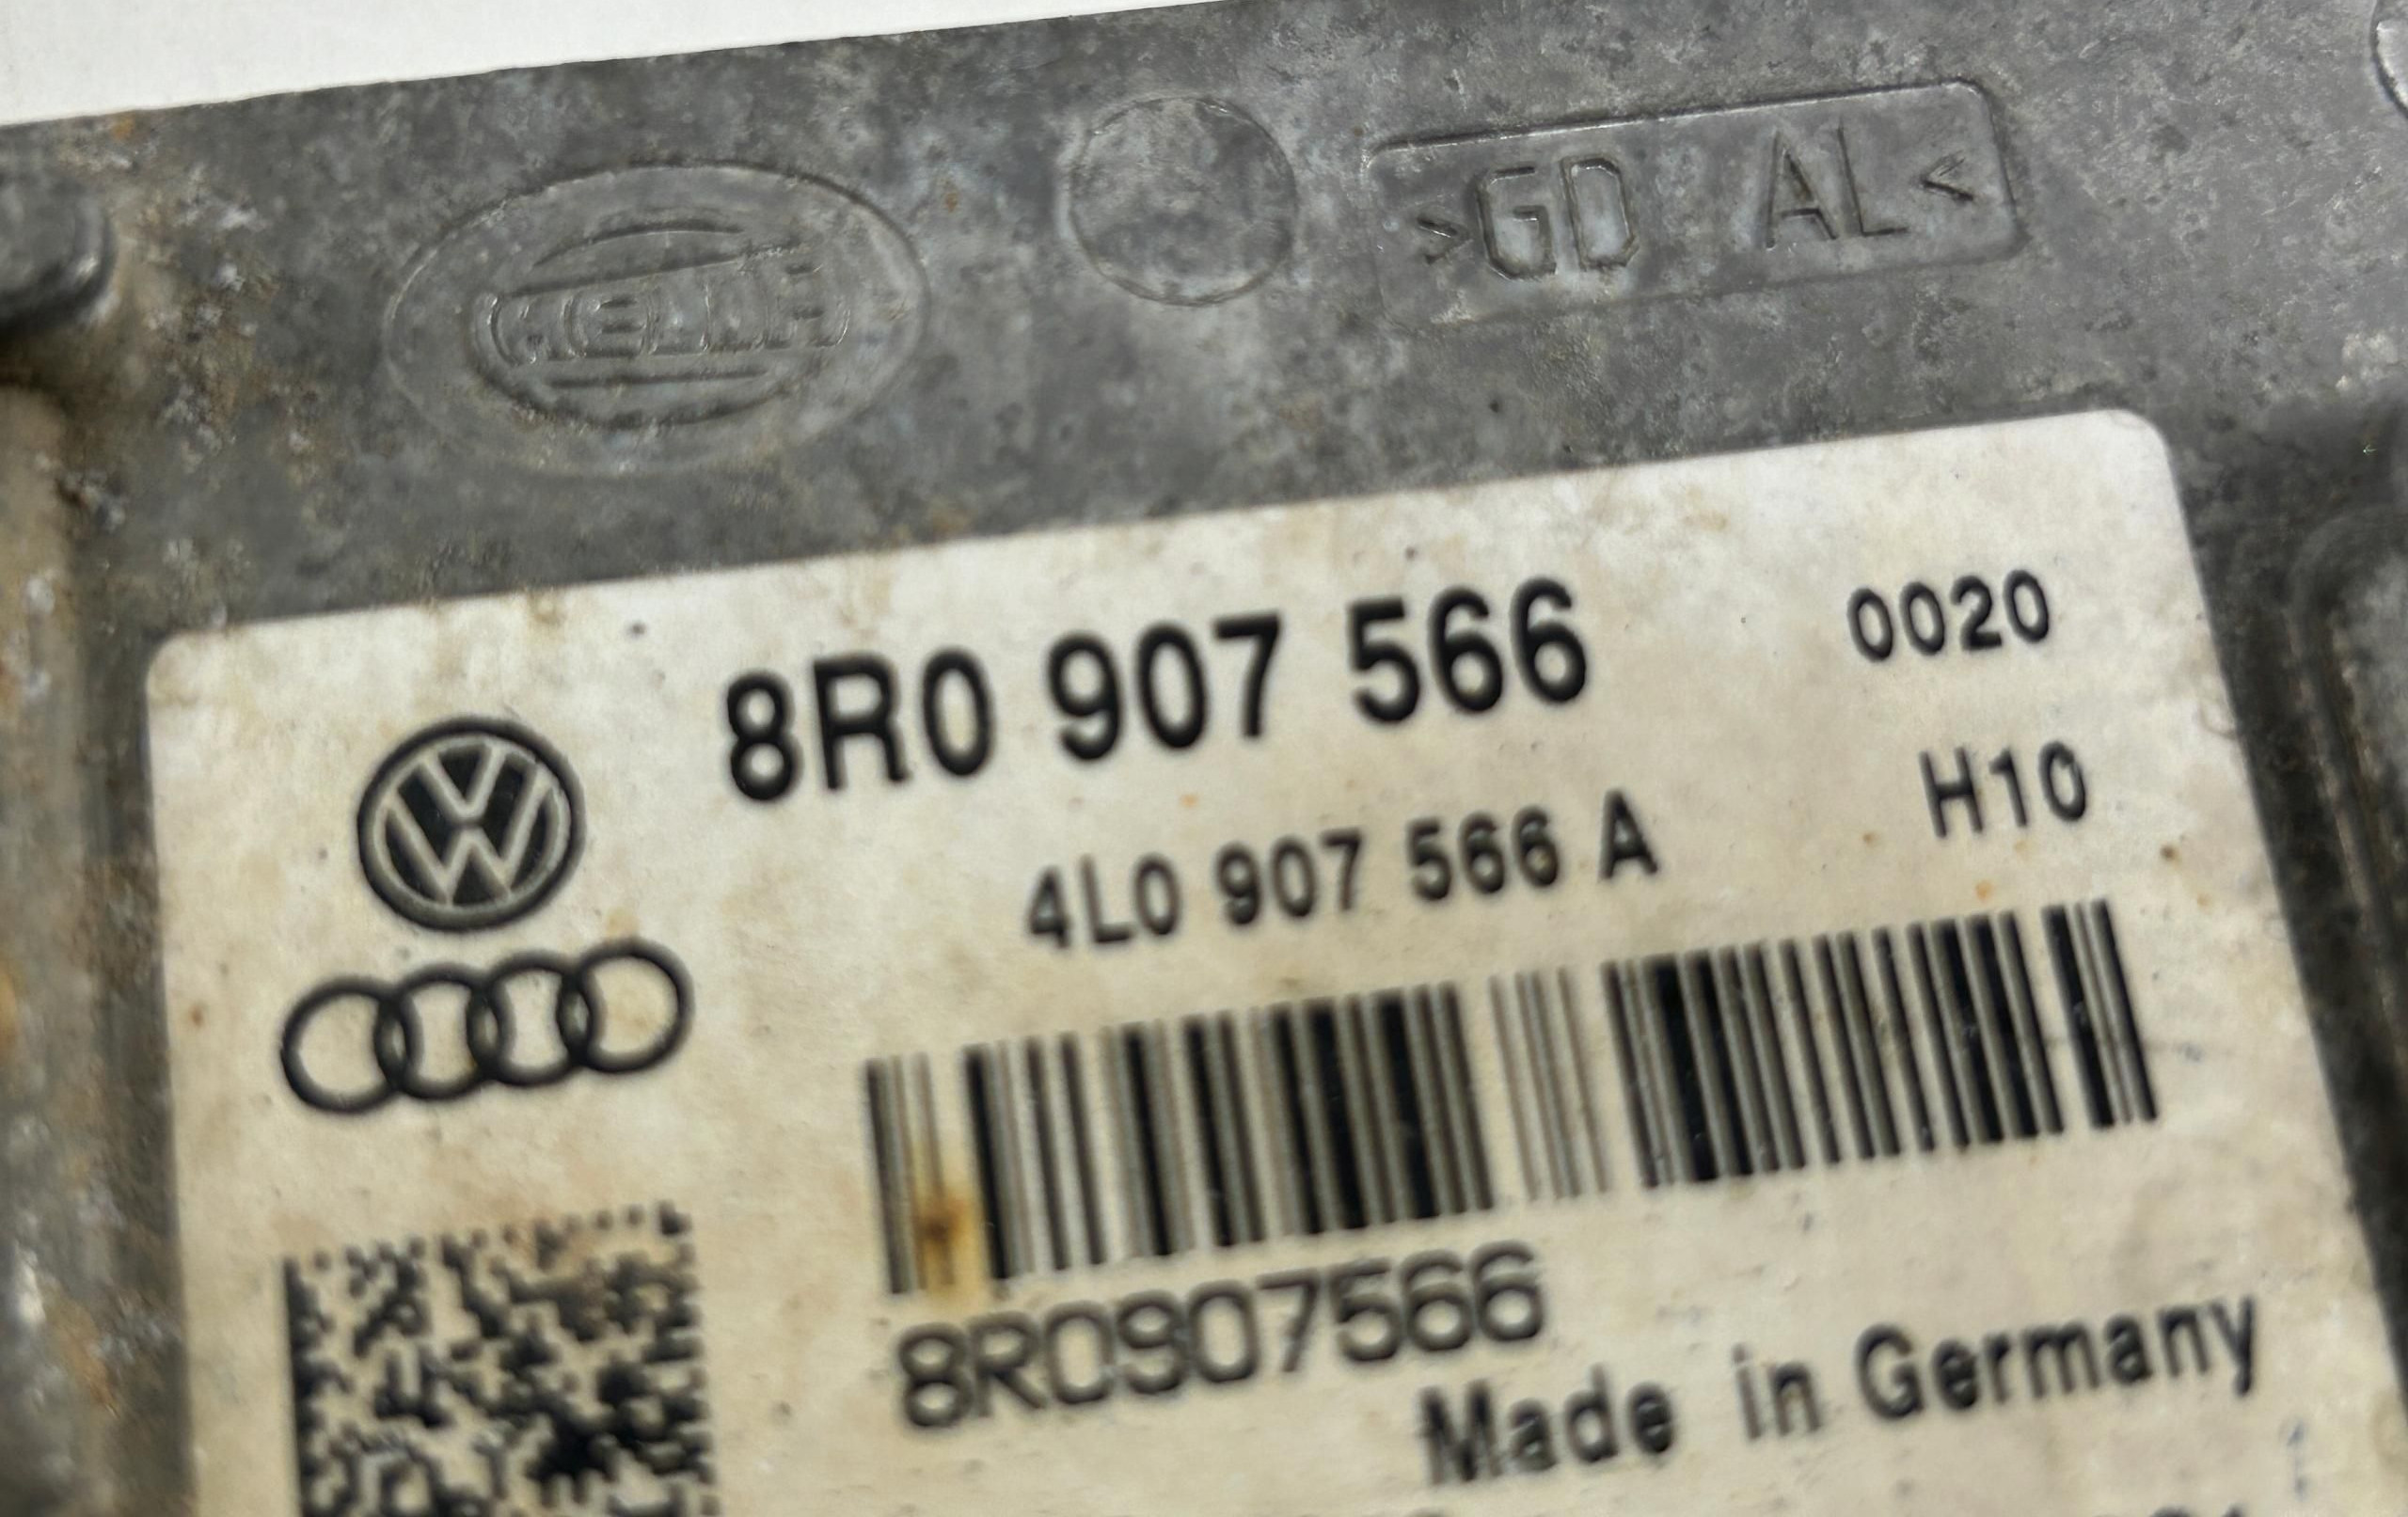 HELLA
>GD AL<
8R0 907 566 0020
4L0 907 566 A H10
8R0907566
Made in Germany